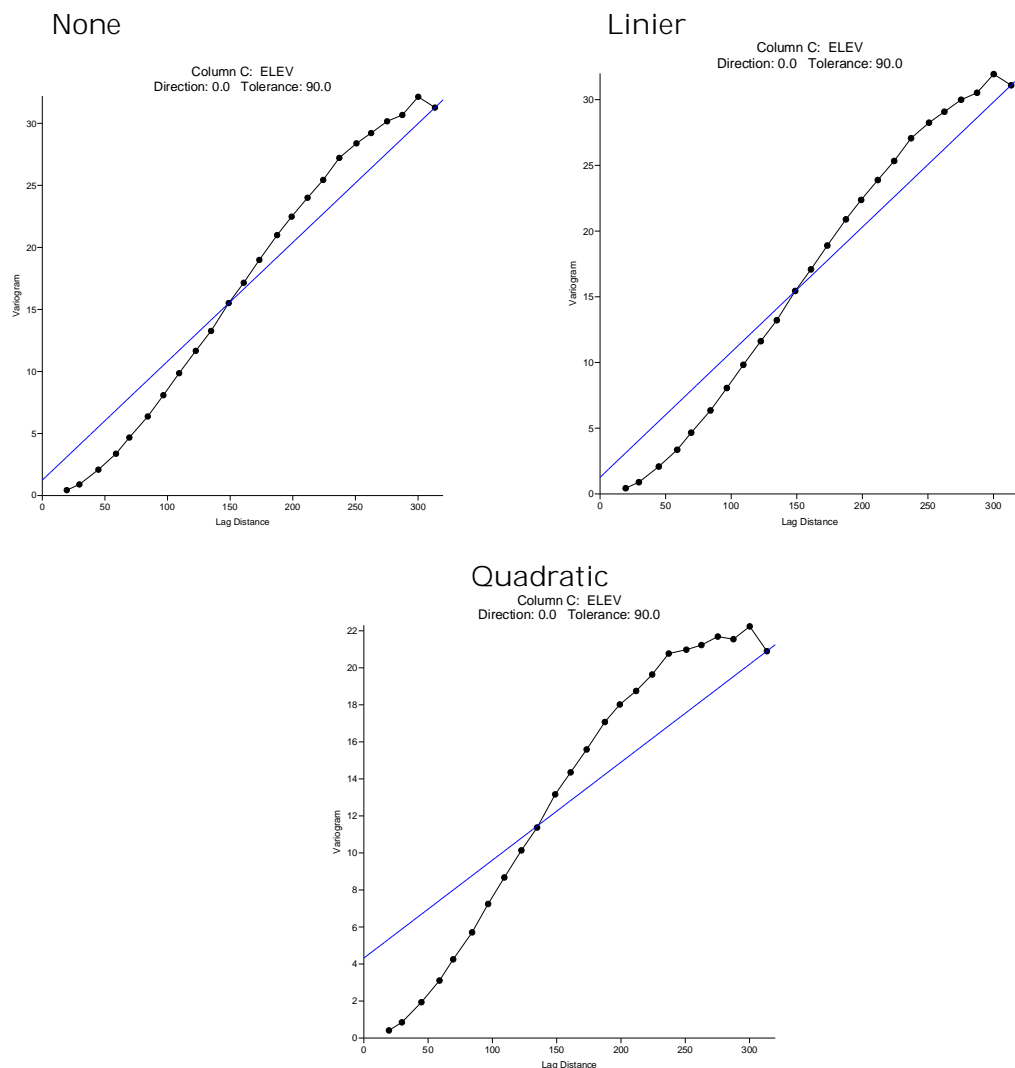 None
Column C: ELEV
Direction: 0.0 Tolerance: 90.0
30
25
20
15
10
5
0
Variogram
0 50 100 150 200 250 300
Lag Distance
Linier
Column C: ELEV
Direction: 0.0 Tolerance: 90.0
30
25
20
15
10
5
0
Variogram
0 50 100 150 200 250 300
Lag Distance
Quadratic
Column C: ELEV
Direction: 0.0 Tolerance: 90.0
22
20
18
16
14
12
10
8
6
4
2
0
Variogram
0 50 100 150 200 250 300
Lag Distance